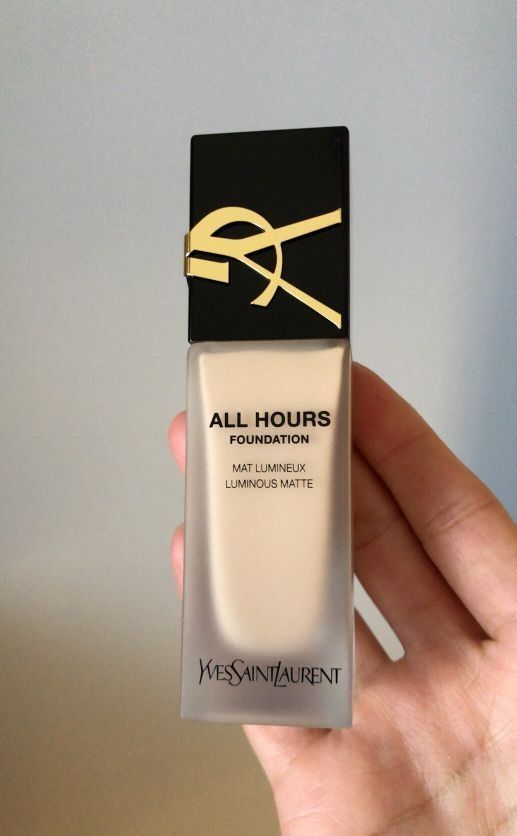 ALL HOURS
FOUNDATION
MAT LUMINEUX
LUMINOUS MATTE
YVESSAINTLAURENT